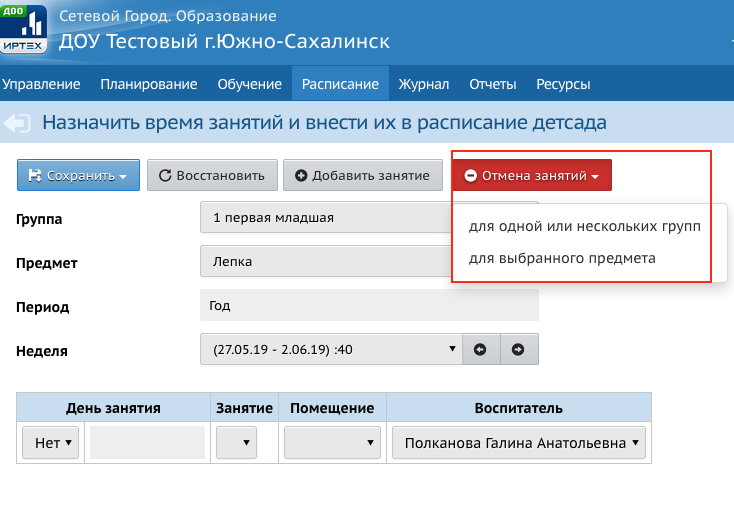 ДОО
ИРТЕХ
Сетевой Город. Образование
ДОУ Тестовый г.Южно-Сахалинск
Управление Планирование Обучение Расписание Журнал Отчеты Ресурсы
Назначить время занятий и внести их в расписание детсада
Сохранить Восстановить Добавить занятие Отмена занятий
для одной или нескольких групп
для выбранного предмета
Группа 1 первая младшая
Предмет Лепка
Период Год
Неделя (27.05.19 - 2.06.19) :40
День занятия Занятие Помещение Воспитатель
Нет Полканова Галина Анатольевна